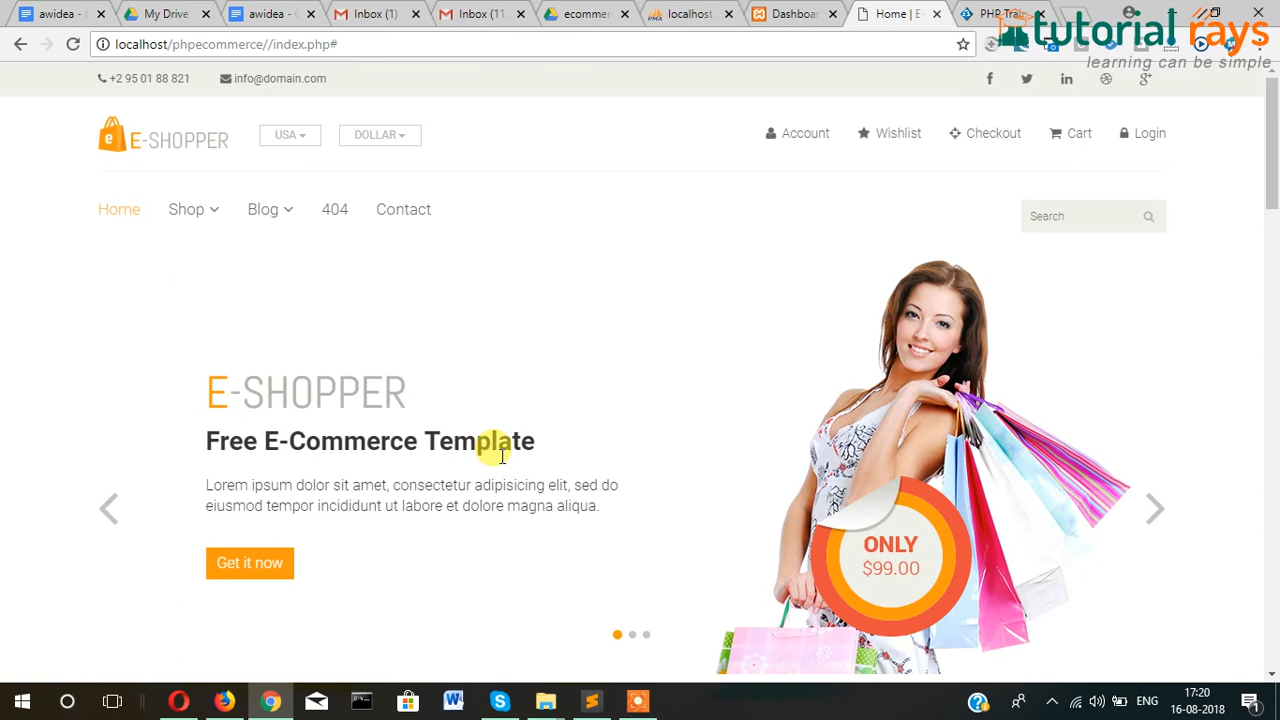 awidea - G
My Drive -
awidea - G
Inbox (1)
Inbox (11,
ecomme
localhost
Dashboar
Home | E
PHP Tra
tutorial rays
learning can be simple
localhost/phpecommerce//index.php#
+2 95 01 88 821
info@domain.com
E-SHOPPER
USA
DOLLAR
Account
Wishlist
Checkout
Cart
Login
Home
Shop
Blog
404
Contact
Search
E-SHOPPER
Free E-Commerce Template
Lorem ipsum dolor sit amet, consectetur adipisicing elit, sed do
eiusmod tempor incididunt ut labore et dolore magna aliqua.
Get it now
ONLY
$99.00
ENG
17:20
16-08-2018